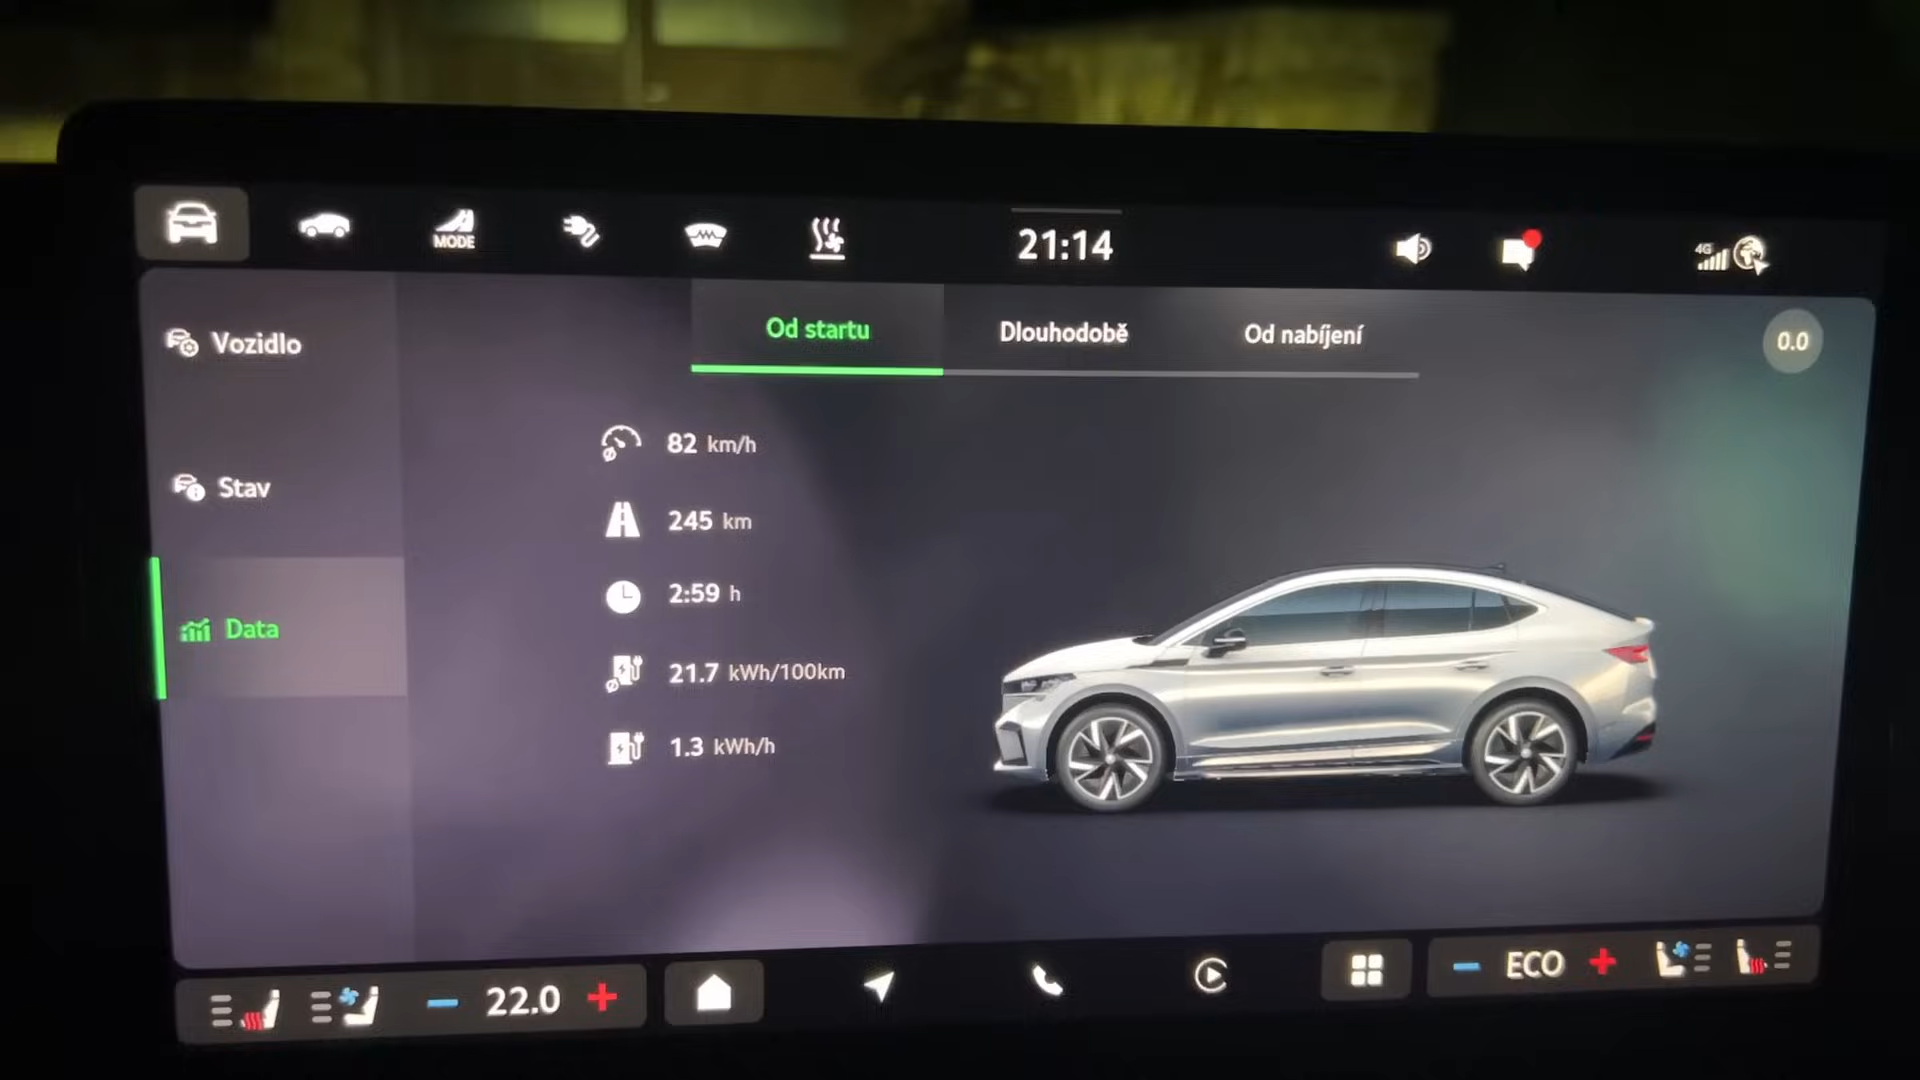 MODE
21:14
4G
Vozidlo
Od startu
Dlouhodobě
Od nabíjení
0.0
82 km/h
Stav
245 km
2:59 h
Data
21.7 kWh/100km
1.3 kWh/h
22.0
ECO